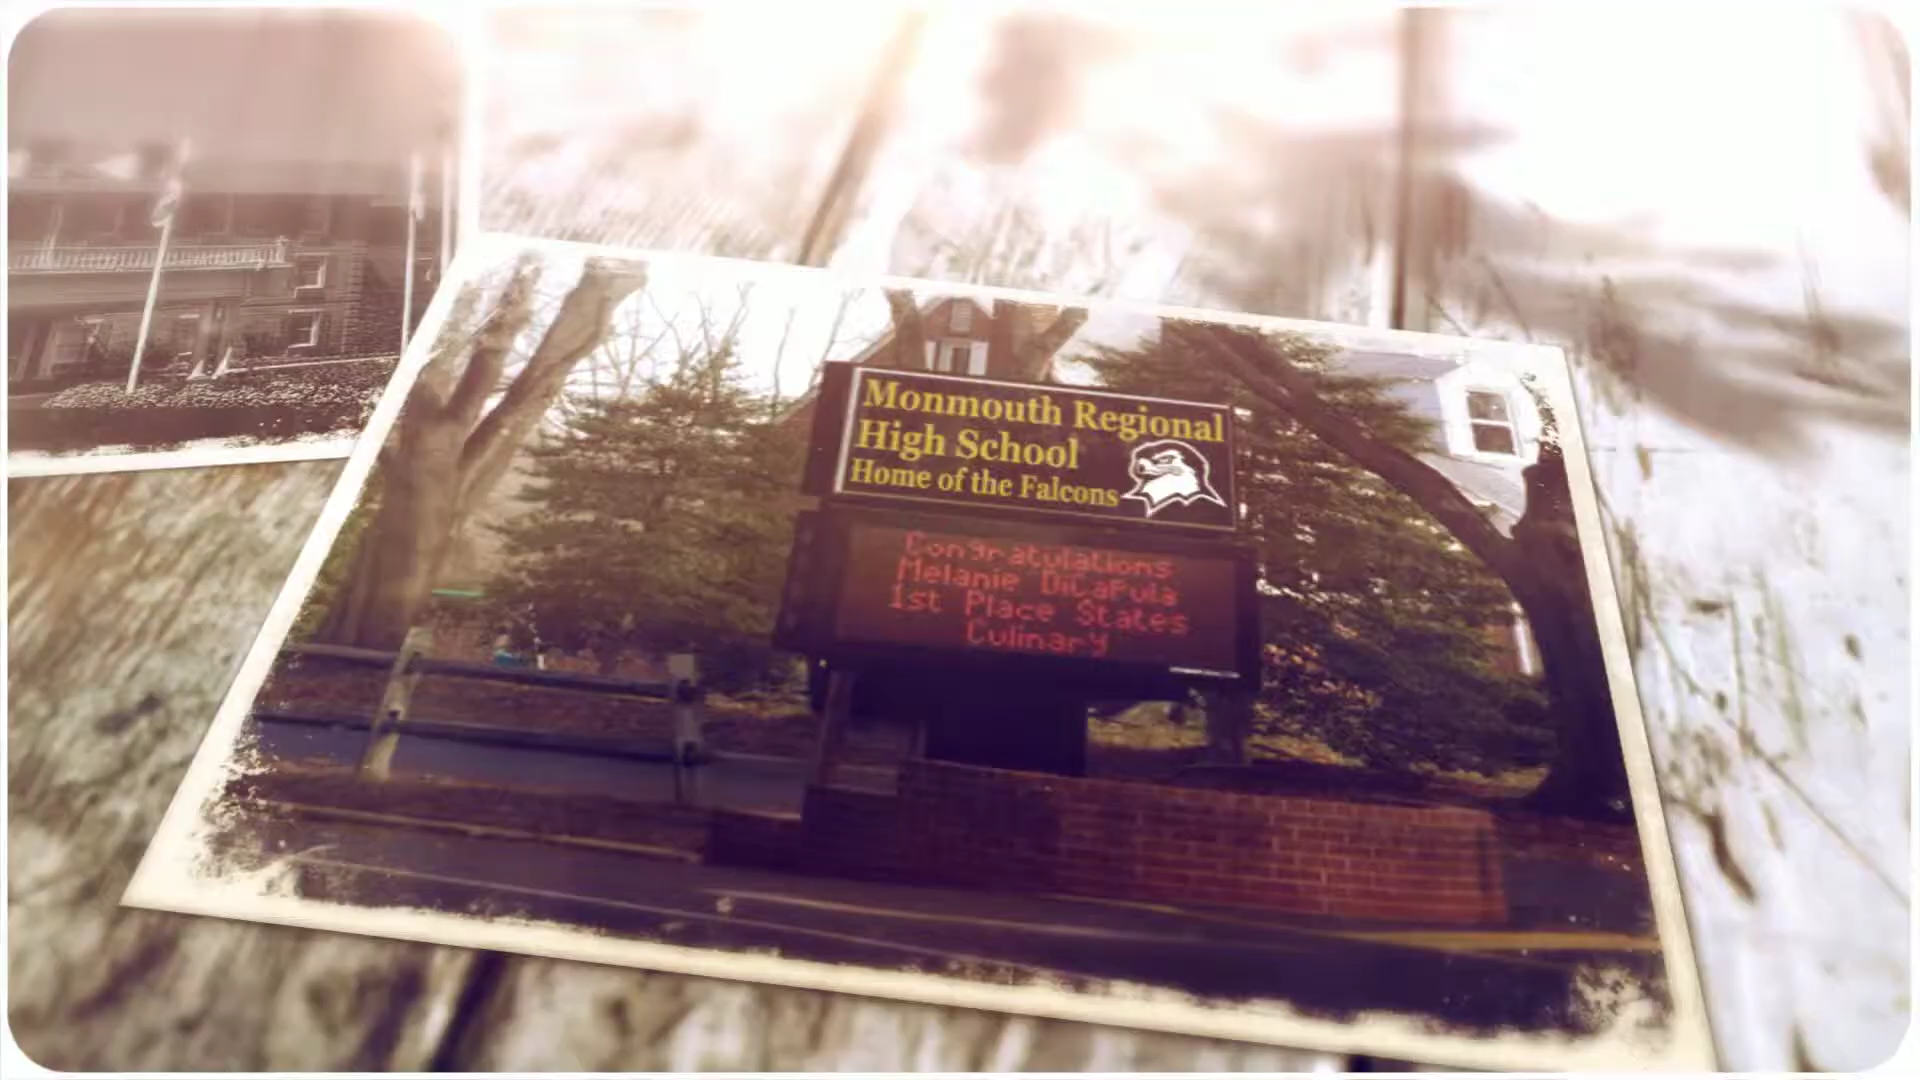 Monmouth Regional
High School
Home of the Falcons
Congratulations
Melanie DiCaPula
1st Place States
Culinary